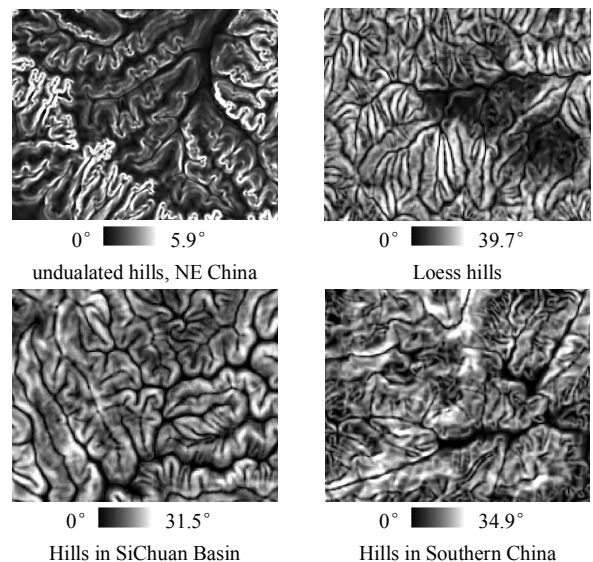 0° 5.9° 0° 39.7°
undualated hills, NE China Loess hills
0° 31.5° 0° 34.9°
Hills in SiChuan Basin Hills in Southern China